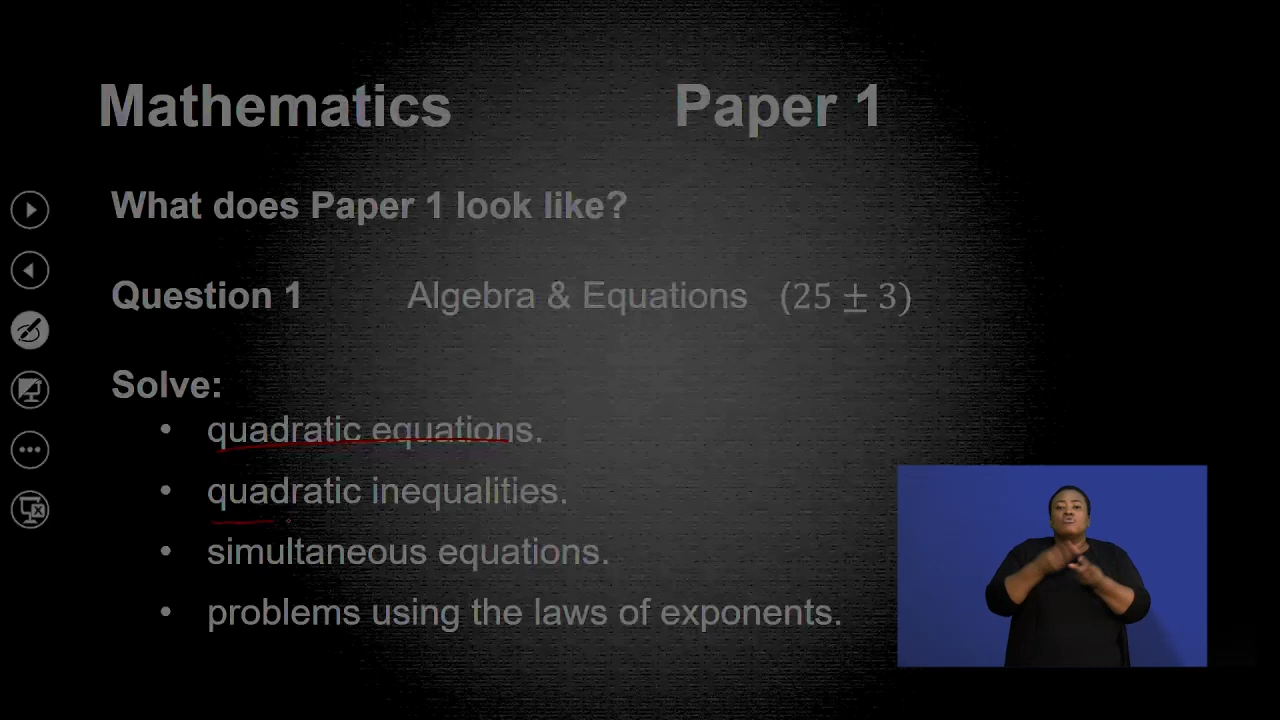 Mathematics Paper 1
What does Paper 1 look like?
Question 1 Algebra & Equations (25 ± 3)
Solve:
• quadratic equations.
• quadratic inequalities.
• simultaneous equations.
• problems using the laws of exponents.